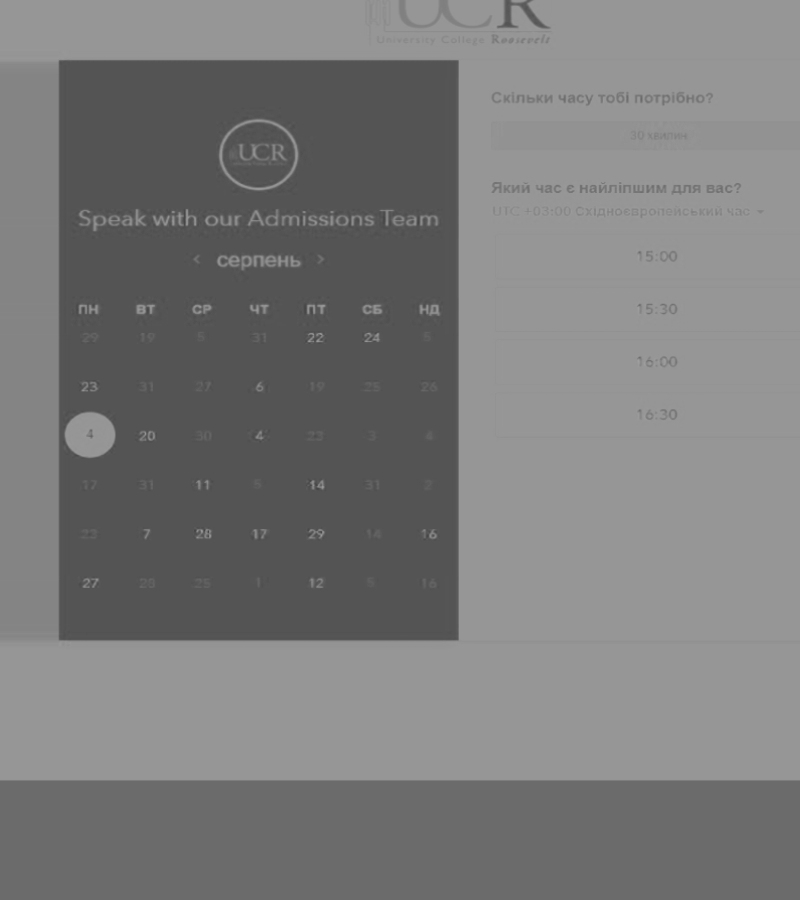 UCR
University College Roosevelt
UCR
Speak with our Admissions Team
< серпень >
ПН ВТ СР ЧТ ПТ СБ НД
29 19 5 31 22 24 5
23 31 27 6 19 25 26
4 20 30 4 23 3 4
17 31 11 5 14 31 2
23 7 28 17 29 14 16
27 28 25 1 12 5 16
Скільки часу тобі потрібно?
30 хвилин
Який час є найліпшим для вас?
UTC +03:00 Східноєвропейський час
15:00
15:30
16:00
16:30